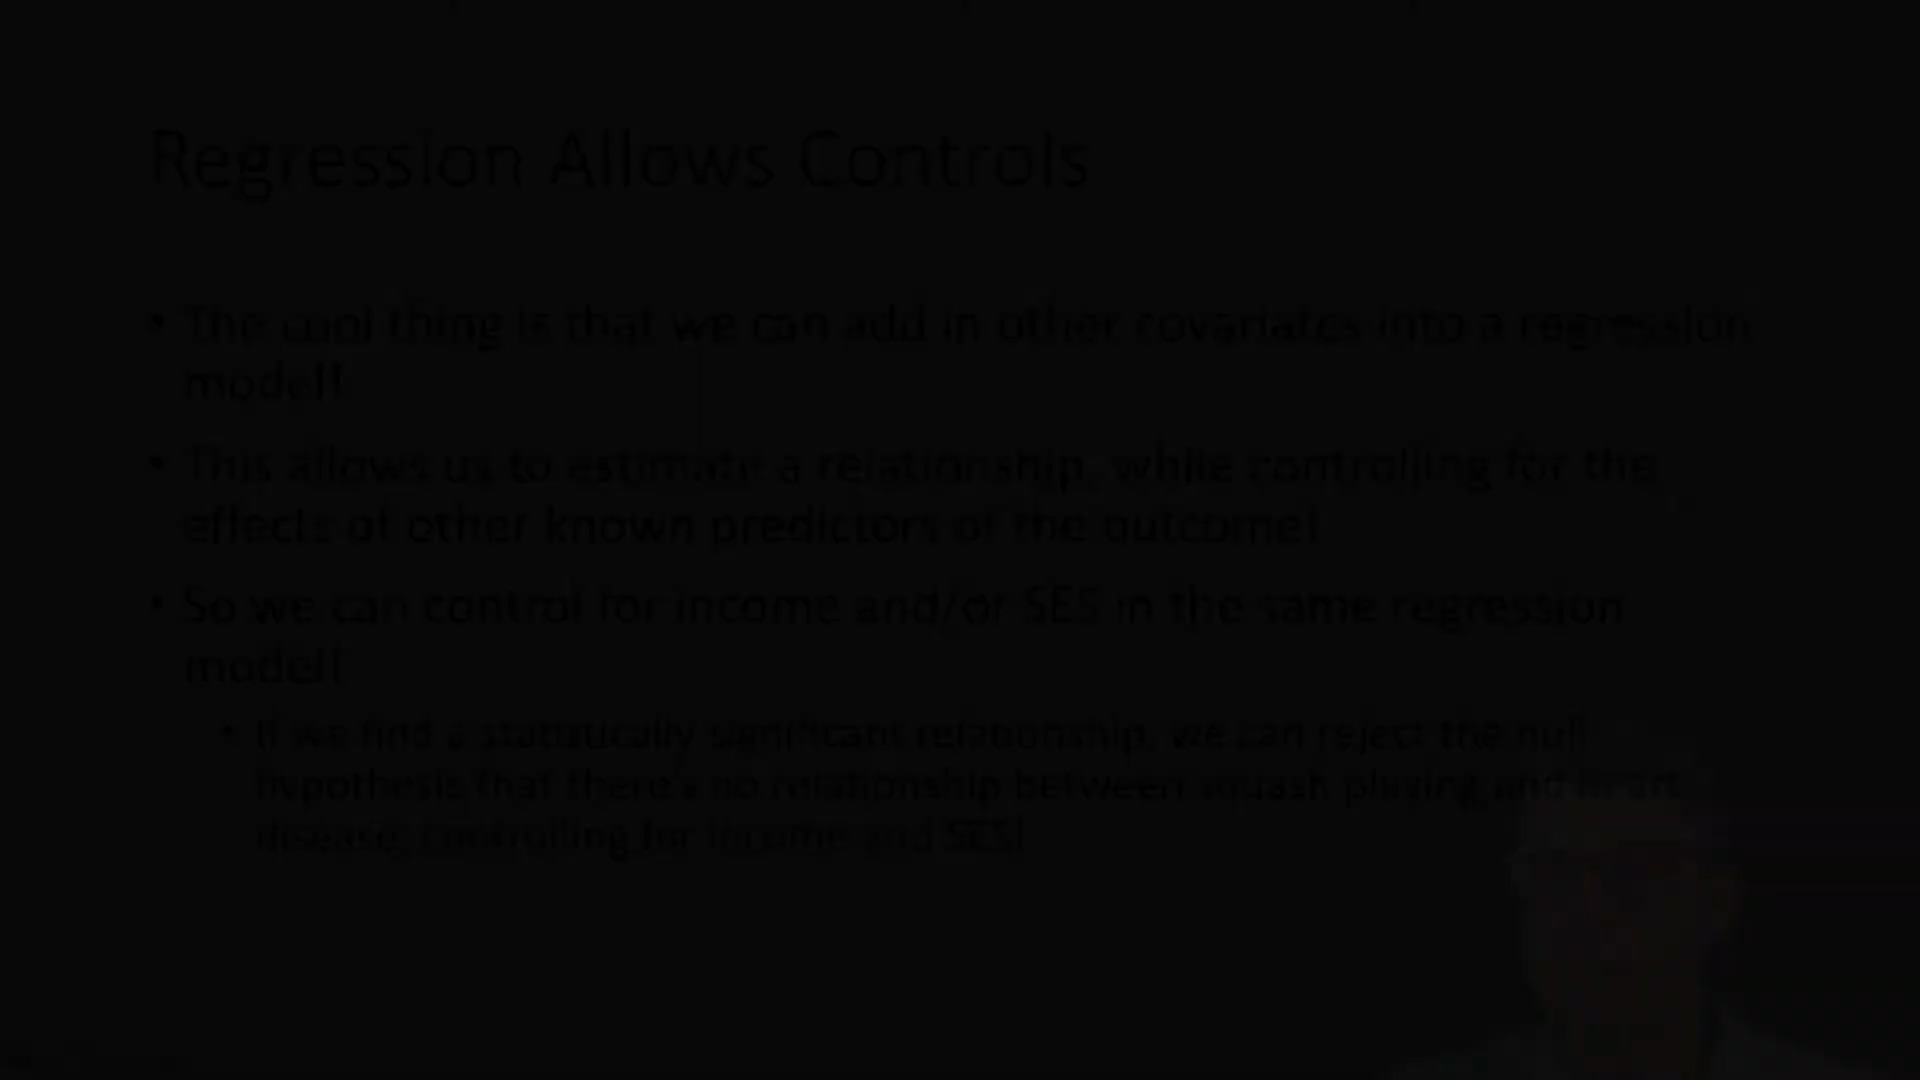 Regression Allows Controls
• The cool thing is that we can add in other covariates into a regression
model!
• This allows us to estimate a relationship, while controlling for the
effects of other known predictors of the outcome!
• So we can control for income and/or SES in the same regression
model!
• If we find a statistically significant relationship, we can reject the null
hypothesis that there's no relationship between squash playing and heart
disease, controlling for income and SES!